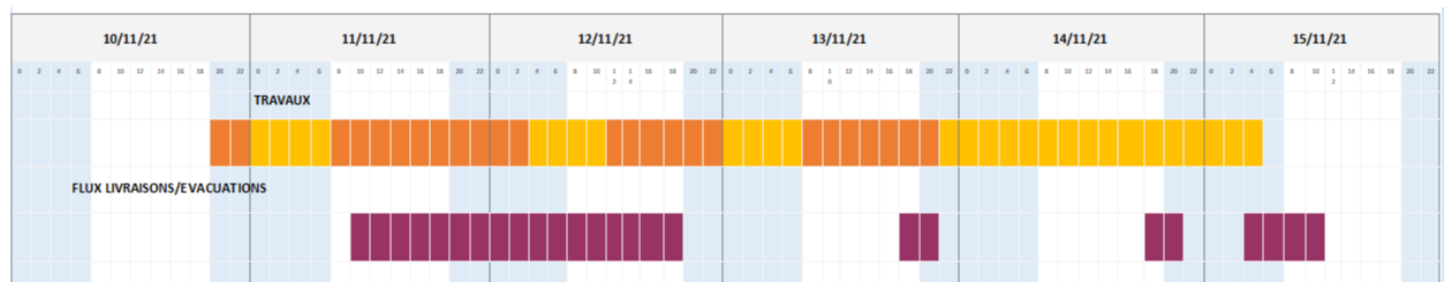 10/11/21 11/11/21 12/11/21 13/11/21 14/11/21 15/11/21
0 2 4 6 8 10 12 14 16 18 20 22 0 2 4 6 8 10 12 14 16 18 20 22 0 2 4 6 8 10 12 14 16 18 20 22 0 2 4 6 8 10 12 14 16 18 20 22 0 2 4 6 8 10 12 14 16 18 20 22 0 2 4 6 8 10 12 14 16 18 20 22
TRAVAUX
FLUX LIVRAISONS/EVACUATIONS